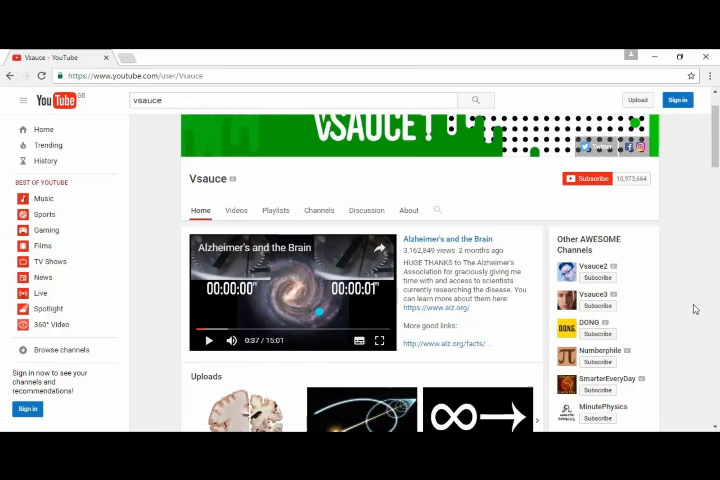 Vsauce - YouTube
https://www.youtube.com/user/Vsauce
YouTube GB
vsauce
Upload
Sign in
Home
Trending
History
BEST OF YOUTUBE
Music
Sports
Gaming
Films
TV Shows
News
Live
Spotlight
360° Video
Browse channels
Sign in now to see your
channels and
recommendations!
Sign in
VSAUCE!
Twitter
Vsauce
Subscribe
10,973,664
Home
Videos
Playlists
Channels
Discussion
About
Alzheimer's and the Brain
00:00:00"
00:00:01"
0:37 / 15:01
Alzheimer's and the Brain
3,162,849 views 2 months ago
HUGE THANKS to The Alzheimer's
Association for graciously giving me
time with and access to scientists
currently researching the disease. You
can learn more about them here:
https://www.alz.org/
More good links:
http://www.alz.org/facts/...
Uploads
Other AWESOME
Channels
Vsauce2
Subscribe
Vsauce3
Subscribe
DONG
DONG
Subscribe
Numberphile
Subscribe
SmarterEveryDay
Subscribe
MinutePhysics
Subscribe